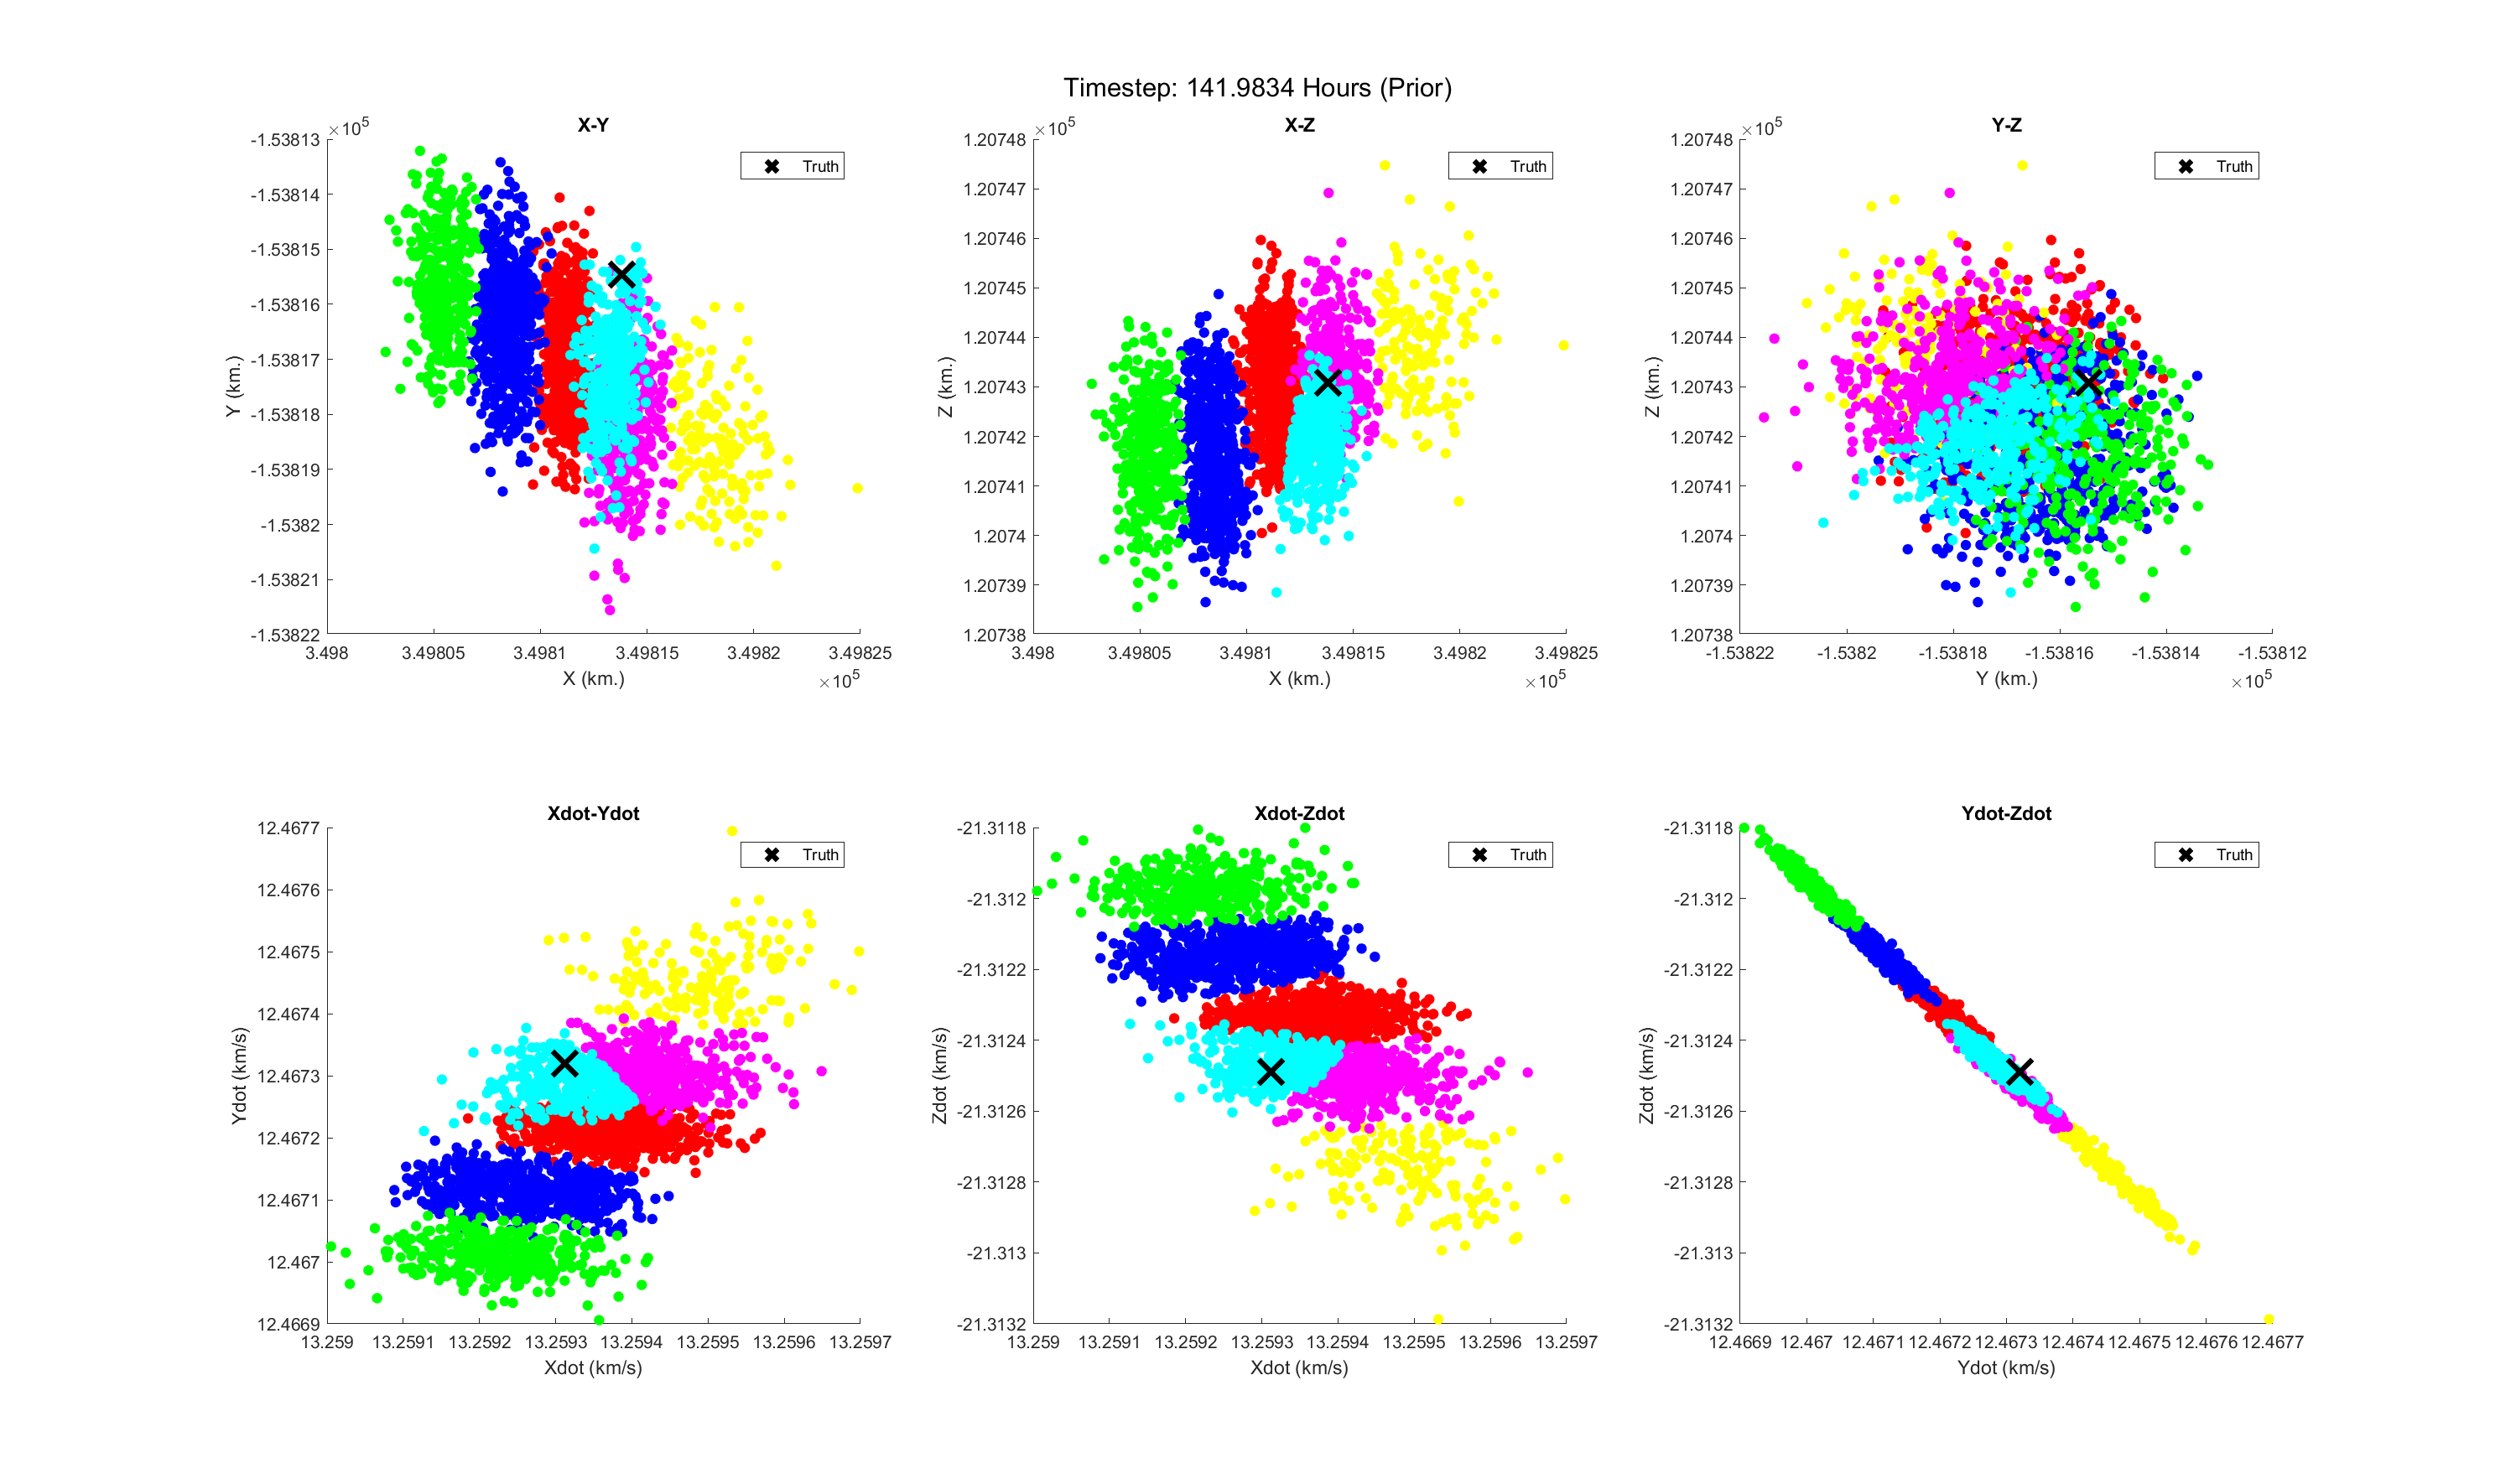 Timestep: 141.9834 Hours (Prior)
X-Y
×10^5
-1.53813
-1.53814
-1.53815
-1.53816
-1.53817
-1.53818
-1.53819
-1.5382
-1.53821
-1.53822
Y (km.)
3.498 3.49805 3.4981 3.49815 3.4982 3.49825
X (km.)
×10^5
Truth
X-Z
×10^5
1.20748
1.20747
1.20746
1.20745
1.20744
1.20743
1.20742
1.20741
1.2074
1.20739
1.20738
Z (km.)
3.498 3.49805 3.4981 3.49815 3.4982 3.49825
X (km.)
×10^5
Truth
Y-Z
×10^5
1.20748
1.20747
1.20746
1.20745
1.20744
1.20743
1.20742
1.20741
1.2074
1.20739
1.20738
Z (km.)
-1.53822 -1.5382 -1.53818 -1.53816 -1.53814 -1.53812
Y (km.)
×10^5
Truth
Xdot-Ydot
12.4677
12.4676
12.4675
12.4674
12.4673
12.4672
12.4671
12.467
12.4669
Ydot (km/s)
13.259 13.2591 13.2592 13.2593 13.2594 13.2595 13.2596 13.2597
Xdot (km/s)
Truth
Xdot-Zdot
-21.3118
-21.312
-21.3122
-21.3124
-21.3126
-21.3128
-21.313
-21.3132
Zdot (km/s)
13.259 13.2591 13.2592 13.2593 13.2594 13.2595 13.2596 13.2597
Xdot (km/s)
Truth
Ydot-Zdot
-21.3118
-21.312
-21.3122
-21.3124
-21.3126
-21.3128
-21.313
-21.3132
Zdot (km/s)
12.4669 12.467 12.4671 12.4672 12.4673 12.4674 12.4675 12.4676 12.4677
Ydot (km/s)
Truth